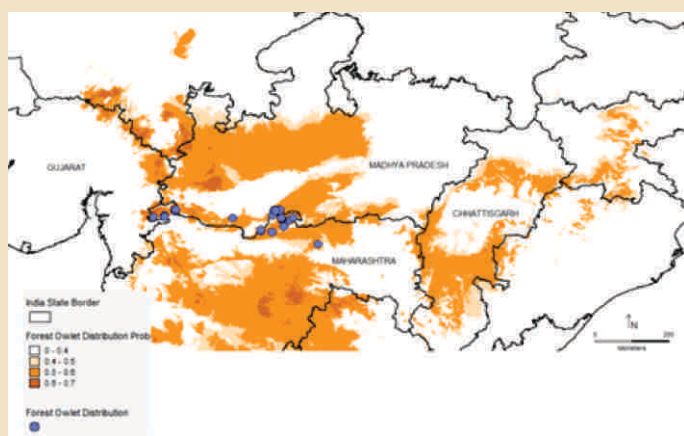 GUJARAT
MADHYA PRADESH
CHHATTISGARH
MAHARASHTRA
India State Border
Forest Owlet Distribution Prob
0 - 0.4
0.4 - 0.5
0.5 - 0.6
0.6 - 0.7
Forest Owlet Distribution
N
0 200
Kilometers